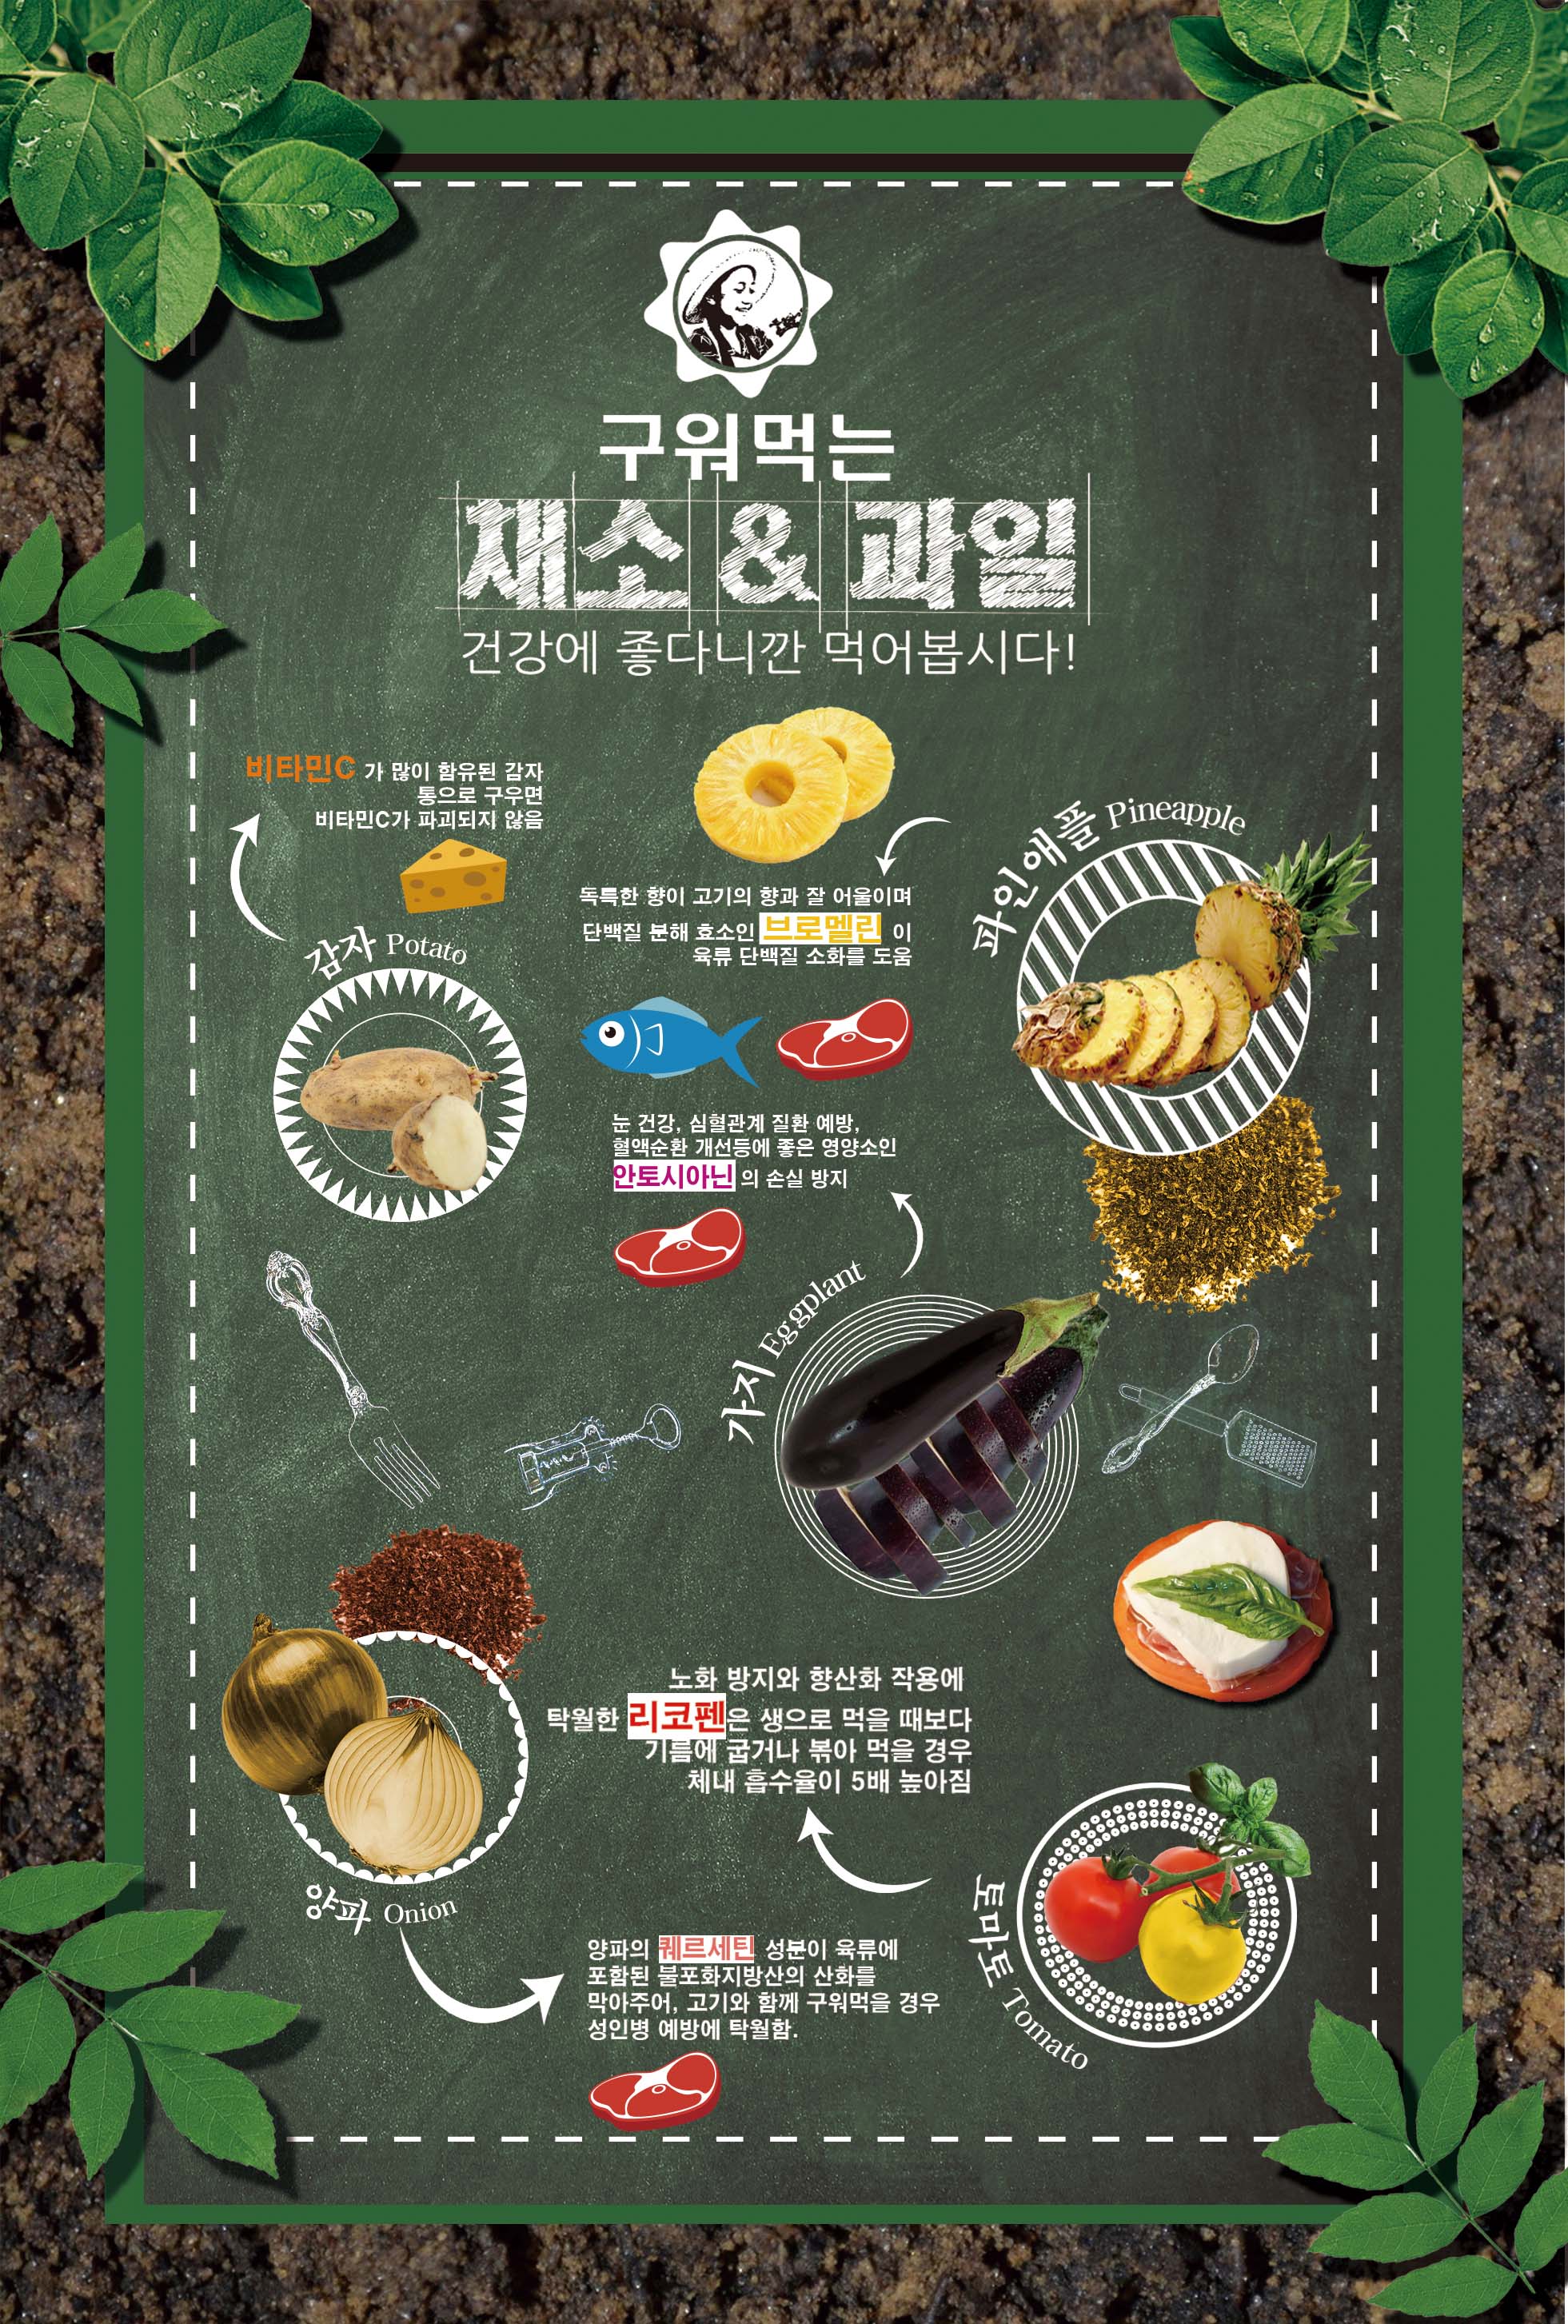 구워먹는
채소 & 과일
건강에 좋다니깐 먹어봅시다!
비타민C 가 많이 함유된 감자
통으로 구우면
비타민C가 파괴되지 않음
감자 Potato
파인애플 Pineapple
독특한 향이 고기의 향과 잘 어울이며
단백질 분해 효소인 브로멜린 이
육류 단백질 소화를 도움
눈 건강, 심혈관계 질환 예방,
혈액순환 개선등에 좋은 영양소인
안토시아닌 의 손실 방지
가지 Eggplant
노화 방지와 항산화 작용에
탁월한 리코펜은 생으로 먹을 때보다
기름에 굽거나 볶아 먹을 경우
체내 흡수율이 5배 높아짐
토마토 Tomato
양파 Onion
양파의 퀘르세틴 성분이 육류에
포함된 불포화지방산의 산화를
막아주어, 고기와 함께 구워먹을 경우
성인병 예방에 탁월함.